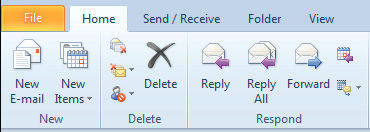 File Home Send / Receive Folder View
New E-mail
New Items
Delete
Reply
Reply All
Forward
New Delete Respond